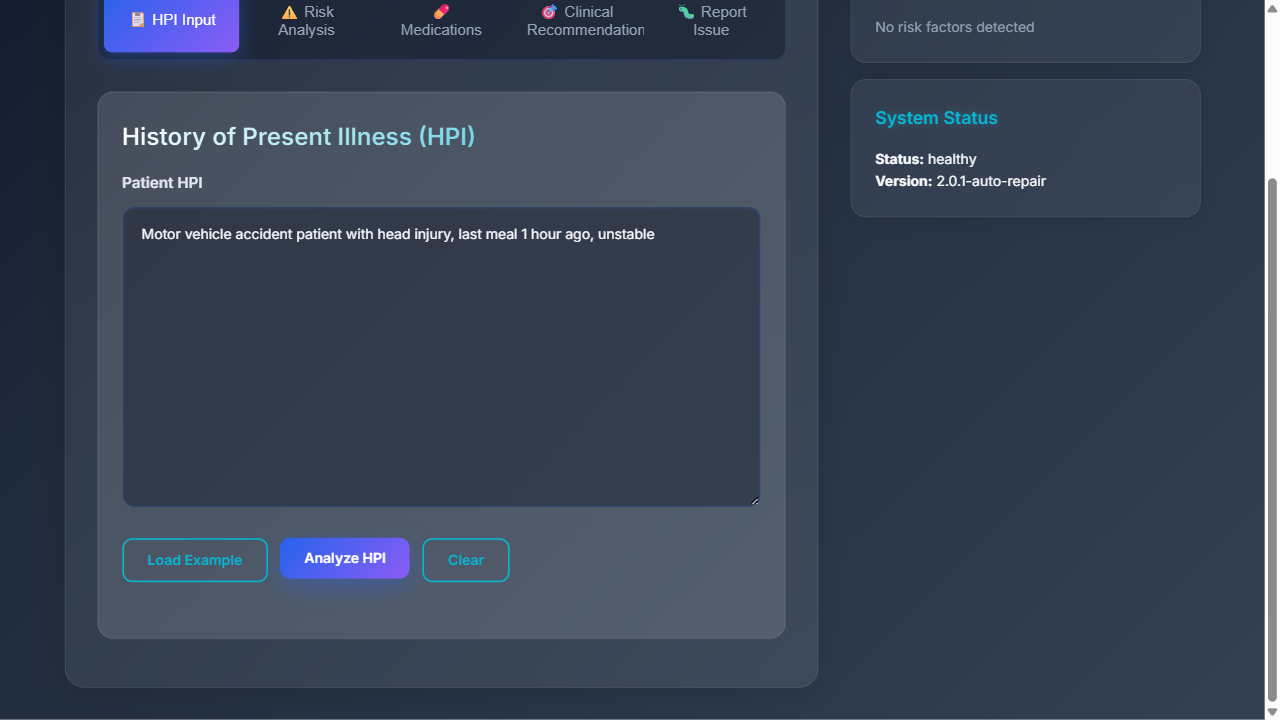 📋 HPI Input
⚠️ Risk
Analysis
💊
Medications
🎯 Clinical
Recommendation
🐛 Report
Issue
No risk factors detected
System Status
Status: healthy
Version: 2.0.1-auto-repair
History of Present Illness (HPI)
Patient HPI
Motor vehicle accident patient with head injury, last meal 1 hour ago, unstable
Load Example
Analyze HPI
Clear